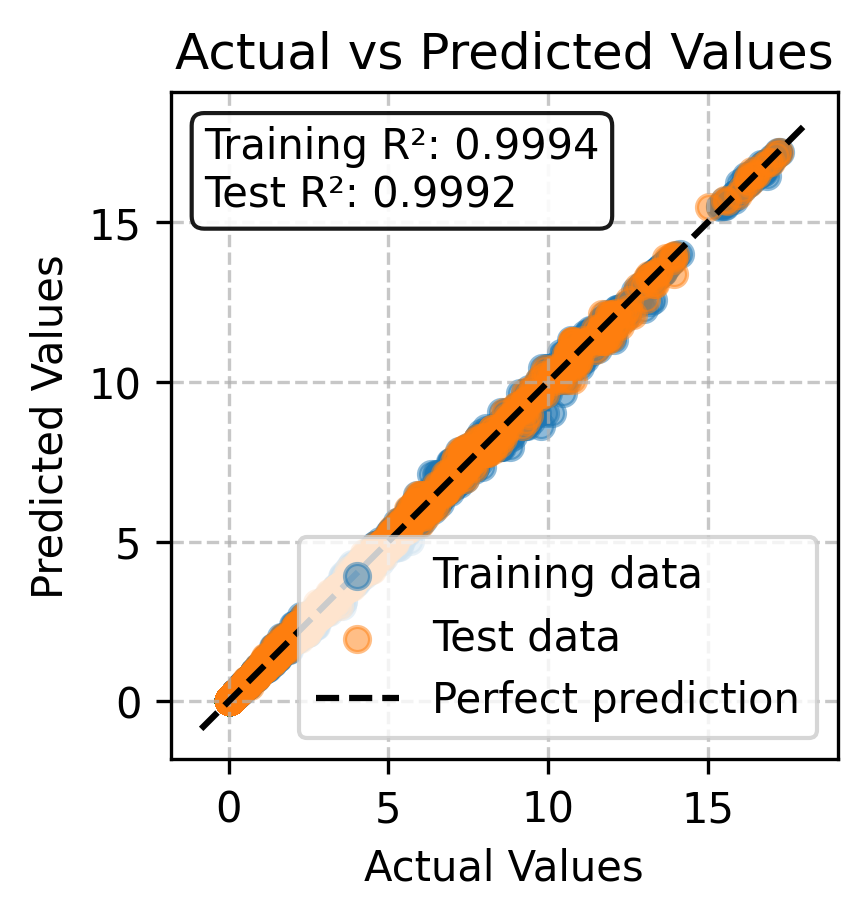 Actual vs Predicted Values
Training R²: 0.9994
Test R²: 0.9992
15
10
5
0
Predicted Values
Training data
Test data
Perfect prediction
0 5 10 15
Actual Values